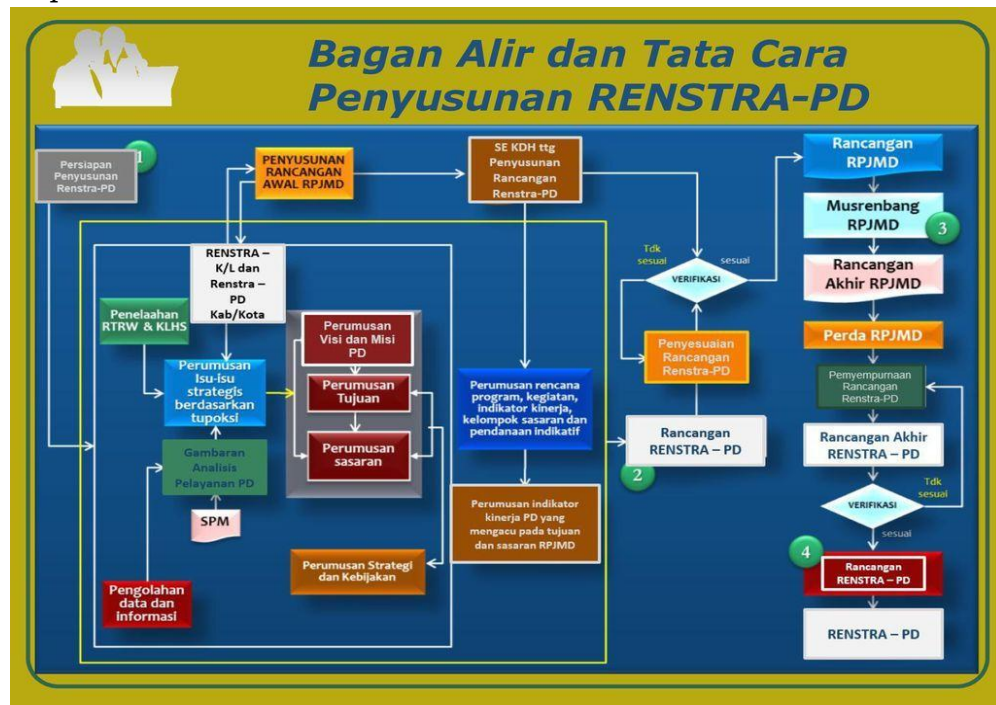 Bagan Alir dan Tata Cara
Penyusunan RENSTRA-PD
Persiapan
Penyusunan
Renstra-PD
1
PENYUSUNAN
RANCANGAN
AWAL RPJMD
SE KDH ttg
Penyusunan
Rancangan
Renstra-PD
Rancangan
RPJMD
Musrenbang
RPJMD
3
Rancangan
Akhir RPJMD
Perda RPJMD
Pemyempurnaan
Rancangan
Renstra-PD
Rancangan Akhir
RENSTRA – PD
Tdk
sesuai
VERIFIKASI
sesuai
4
Rancangan
RENSTRA – PD
RENSTRA – PD
RENSTRA –
K/L dan
Renstra –
PD
Kab/Kota
Penelaahan
RTRW & KLHS
Perumusan
Isu-isu
strategis
berdasarkan
tupoksi
Gambaran
Analisis
Pelayanan PD
SPM
Pengolahan
data dan
informasi
Perumusan
Visi dan Misi
PD
Perumusan
Tujuan
Perumusan
sasaran
Perumusan Strategi
dan Kebijakan
Perumusan rencana
program, kegiatan,
indikator kinerja,
kelompok sasaran dan
pendanaan indikatif
Perumusan indikator
kinerja PD yang
mengacu pada tujuan
dan sasaran RPJMD
Tdk
sesuai
sesuai
VERIFIKASI
Penyesuaian
Rancangan
Renstra-PD
Rancangan
RENSTRA – PD
2